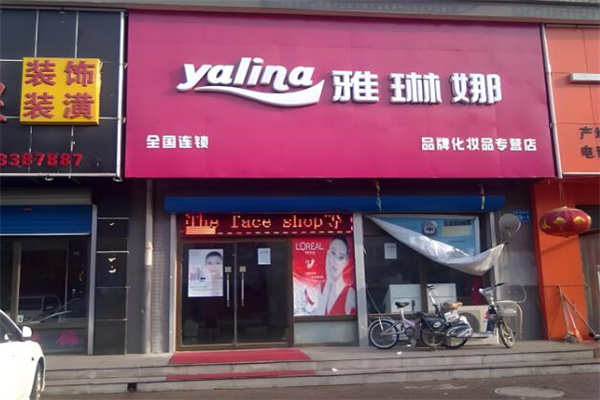 装饰
装潢
3387887
yalina 雅琳娜
全国连锁
品牌化妆品专营店
The face shop
L'OREAL